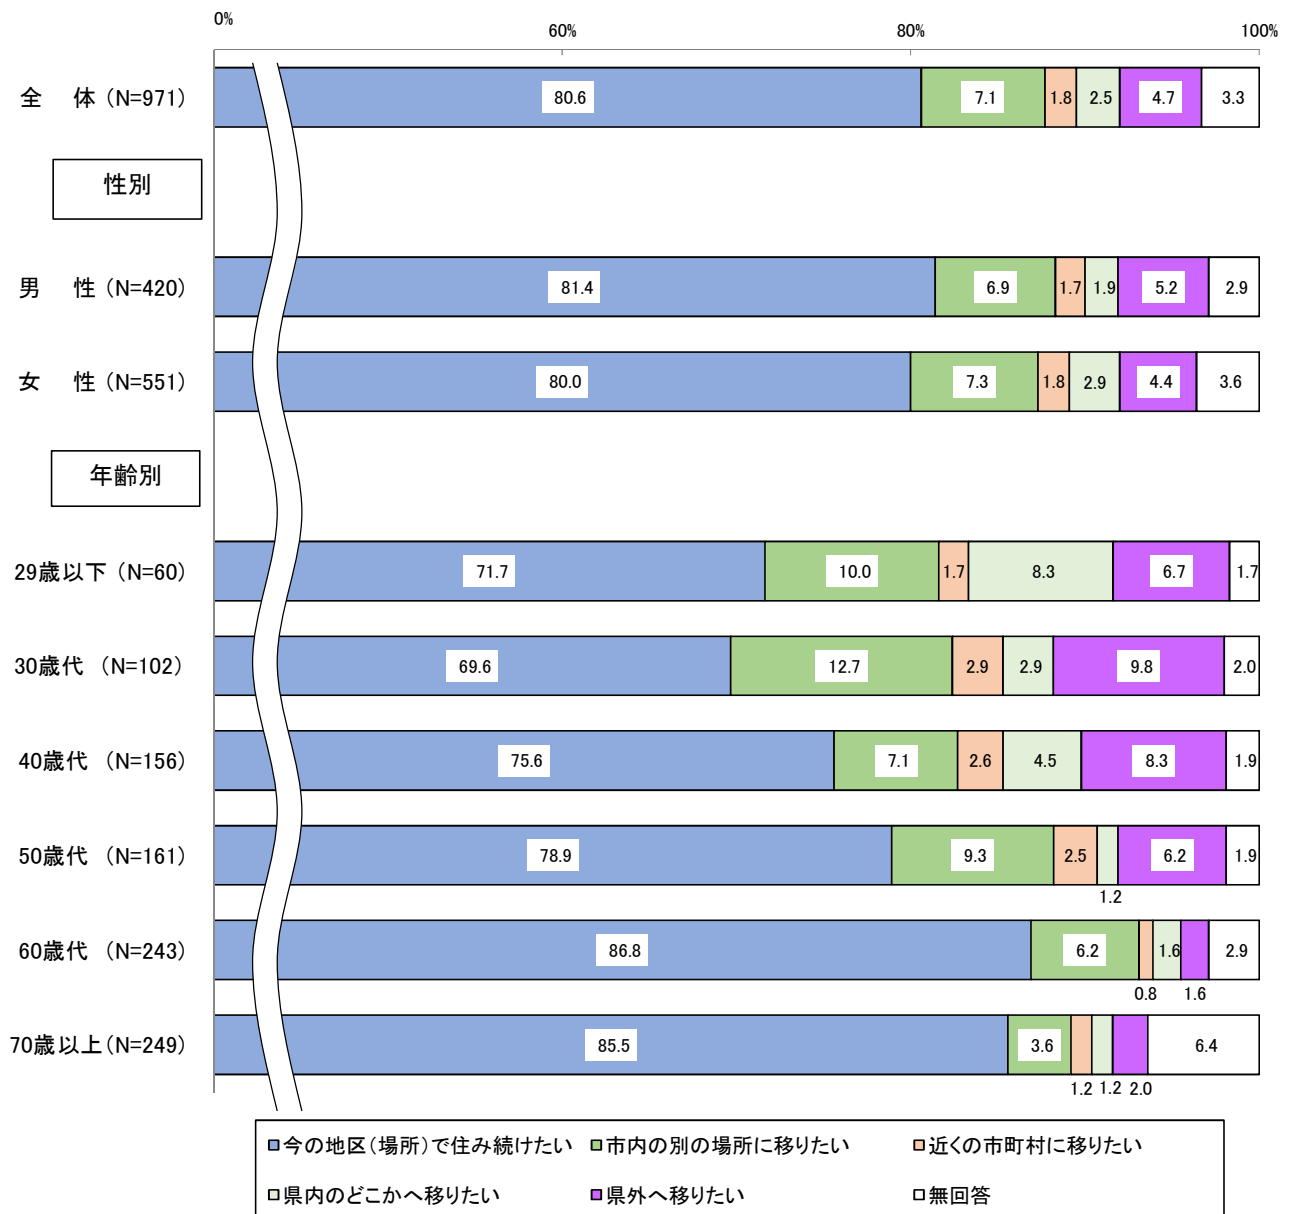 0%
60%
80%
100%
全　体 (N=971)
80.6 7.1 1.8 2.5 4.7 3.3
性別
男　性 (N=420)
81.4 6.9 1.7 1.9 5.2 2.9
女　性 (N=551)
80.0 7.3 1.8 2.9 4.4 3.6
年齢別
29歳以下 (N=60)
71.7 10.0 1.7 8.3 6.7 1.7
30歳代 (N=102)
69.6 12.7 2.9 2.9 9.8 2.0
40歳代 (N=156)
75.6 7.1 2.6 4.5 8.3 1.9
50歳代 (N=161)
78.9 9.3 2.5 6.2 1.9
1.2
60歳代 (N=243)
86.8 6.2 1.6 2.9
0.8 1.6
70歳以上(N=249)
85.5 3.6 6.4
1.2 1.2 2.0
今の地区(場所)で住み続けたい 市内の別の場所に移りたい 近くの市町村に移りたい
県内のどこかへ移りたい 県外へ移りたい 無回答